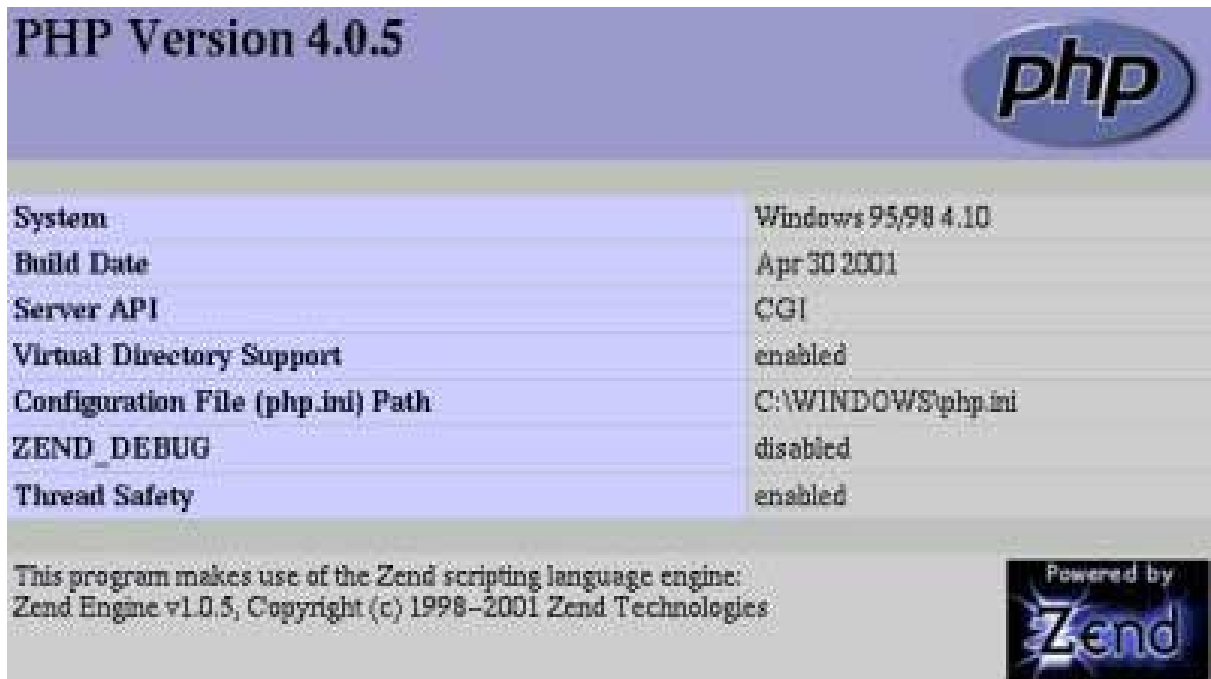 PHP Version 4.0.5
php
System Windows 95/98 4.10
Build Date Apr 30 2001
Server API CGI
Virtual Directory Support enabled
Configuration File (php.ini) Path C:\WINDOWS\php.ini
ZEND_DEBUG disabled
Thread Safety enabled
This program makes use of the Zend scripting language engine:
Zend Engine v1.0.5, Copyright (c) 1998-2001 Zend Technologies
Powered by
Zend